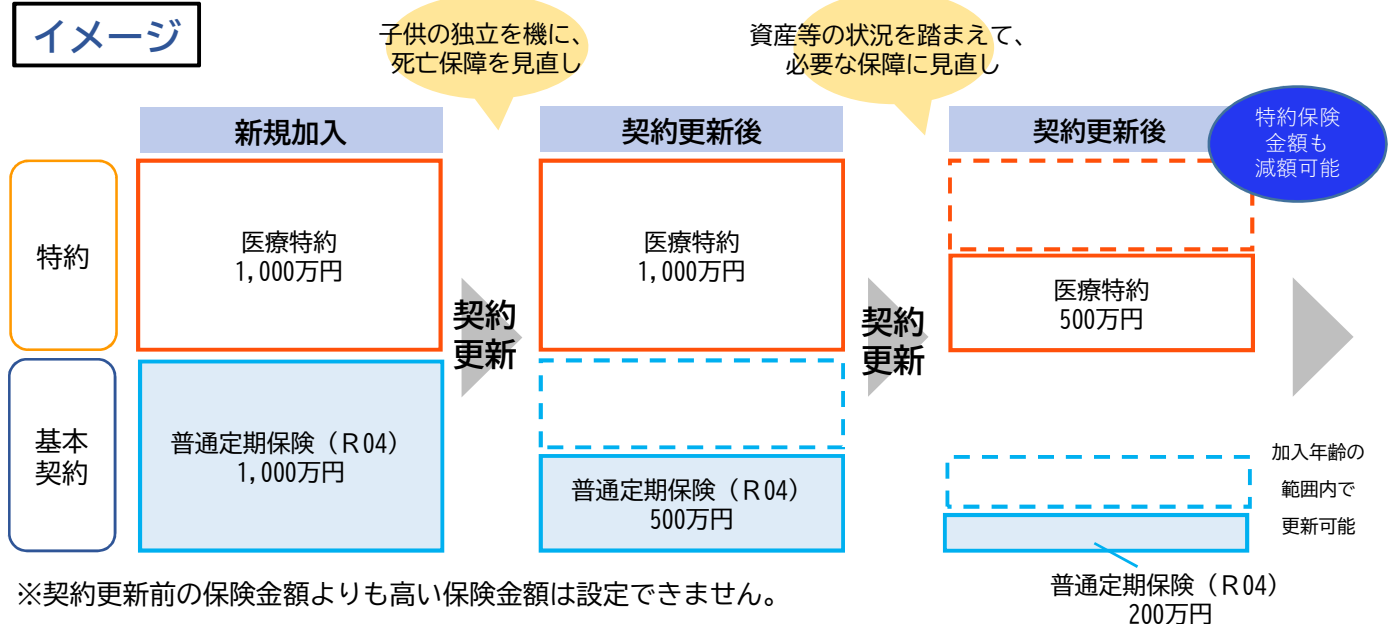 イメージ
子供の独立を機に、
死亡保障を見直し
資産等の状況を踏まえて、
必要な保障に見直し
新規加入
契約更新後
契約更新後
特約保険
金額も
減額可能
特約
医療特約
1,000万円
医療特約
1,000万円
医療特約
500万円
契約
更新
契約
更新
基本
契約
普通定期保険（Ｒ04）
1,000万円
普通定期保険（Ｒ04）
500万円
加入年齢の
範囲内で
更新可能
普通定期保険（Ｒ04）
200万円
※契約更新前の保険金額よりも高い保険金額は設定できません。